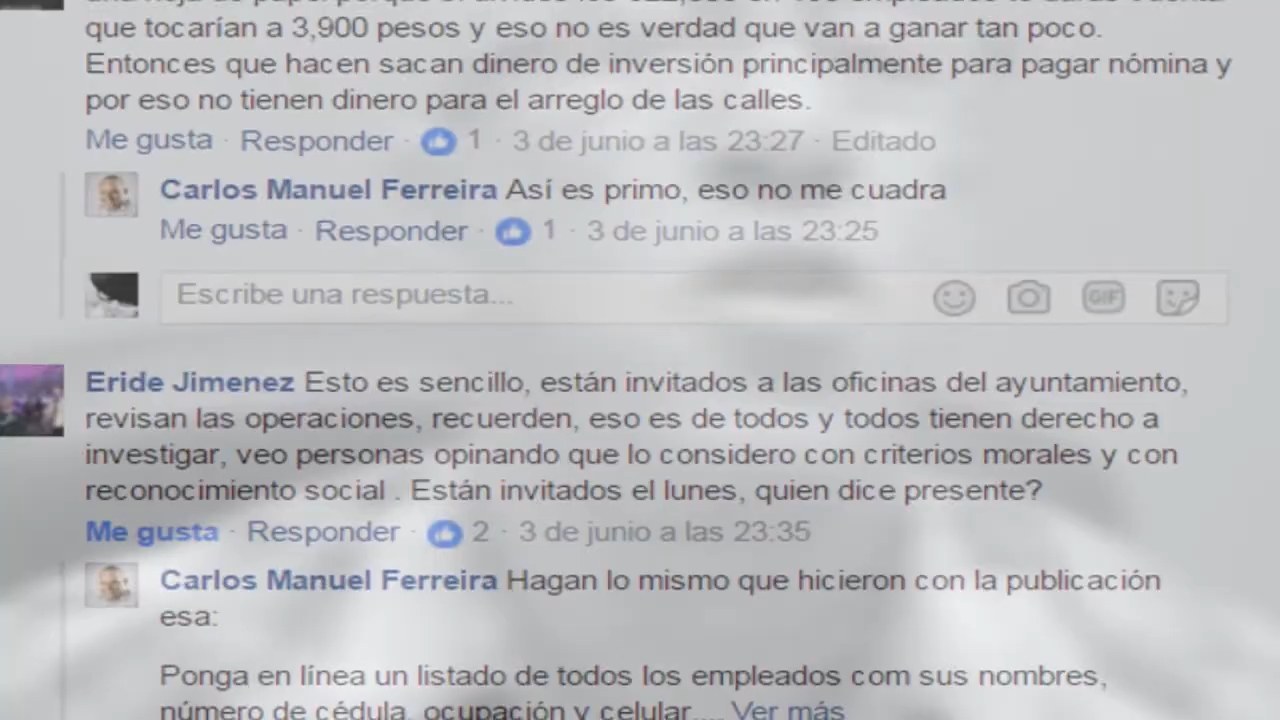 que tocarían a 3,900 pesos y eso no es verdad que van a ganar tan poco.
Entonces que hacen sacan dinero de inversión principalmente para pagar nómina y
por eso no tienen dinero para el arreglo de las calles.
Me gusta · Responder · 1 · 3 de junio a las 23:27 · Editado
Carlos Manuel Ferreira Así es primo, eso no me cuadra
Me gusta · Responder · 1 · 3 de junio a las 23:25
Escribe una respuesta...
GIF
Eride Jimenez Esto es sencillo, están invitados a las oficinas del ayuntamiento,
revisan las operaciones, recuerden, eso es de todos y todos tienen derecho a
investigar, veo personas opinando que lo considero con criterios morales y con
reconocimiento social . Están invitados el lunes, quien dice presente?
Me gusta · Responder · 2 · 3 de junio a las 23:35
Carlos Manuel Ferreira Hagan lo mismo que hicieron con la publicación
esa:
Ponga en línea un listado de todos los empleados com sus nombres,
número de cédula, ocupación y celular.... Ver más